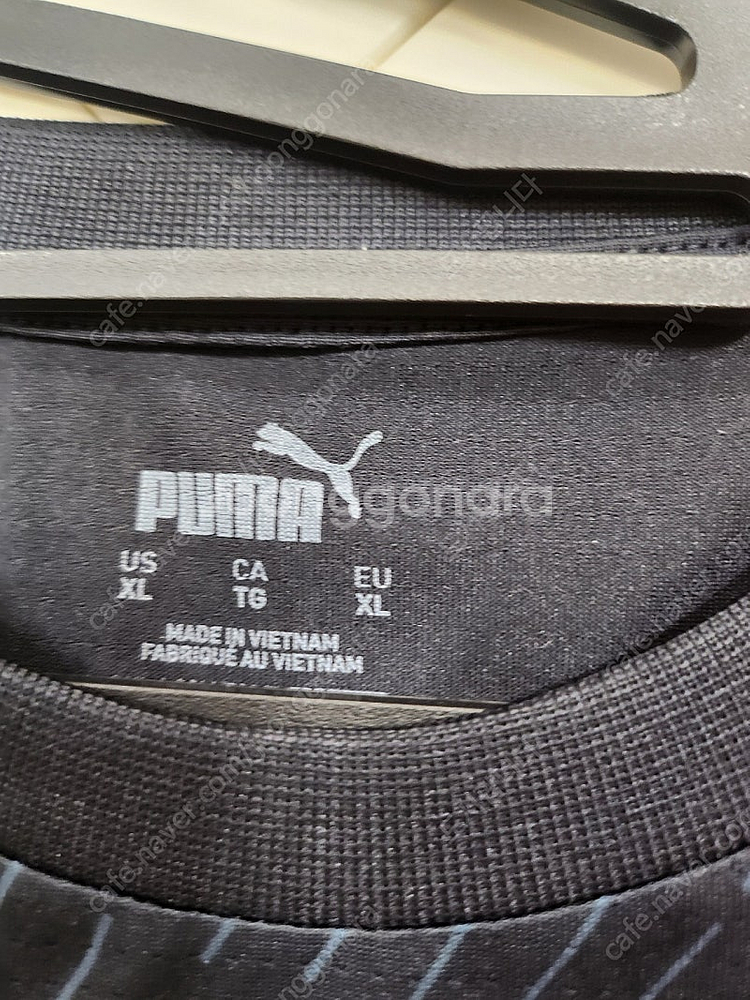 PUMA
US CA EU
XL TG XL
MADE IN VIETNAM
FABRIQUÉ AU VIETNAM